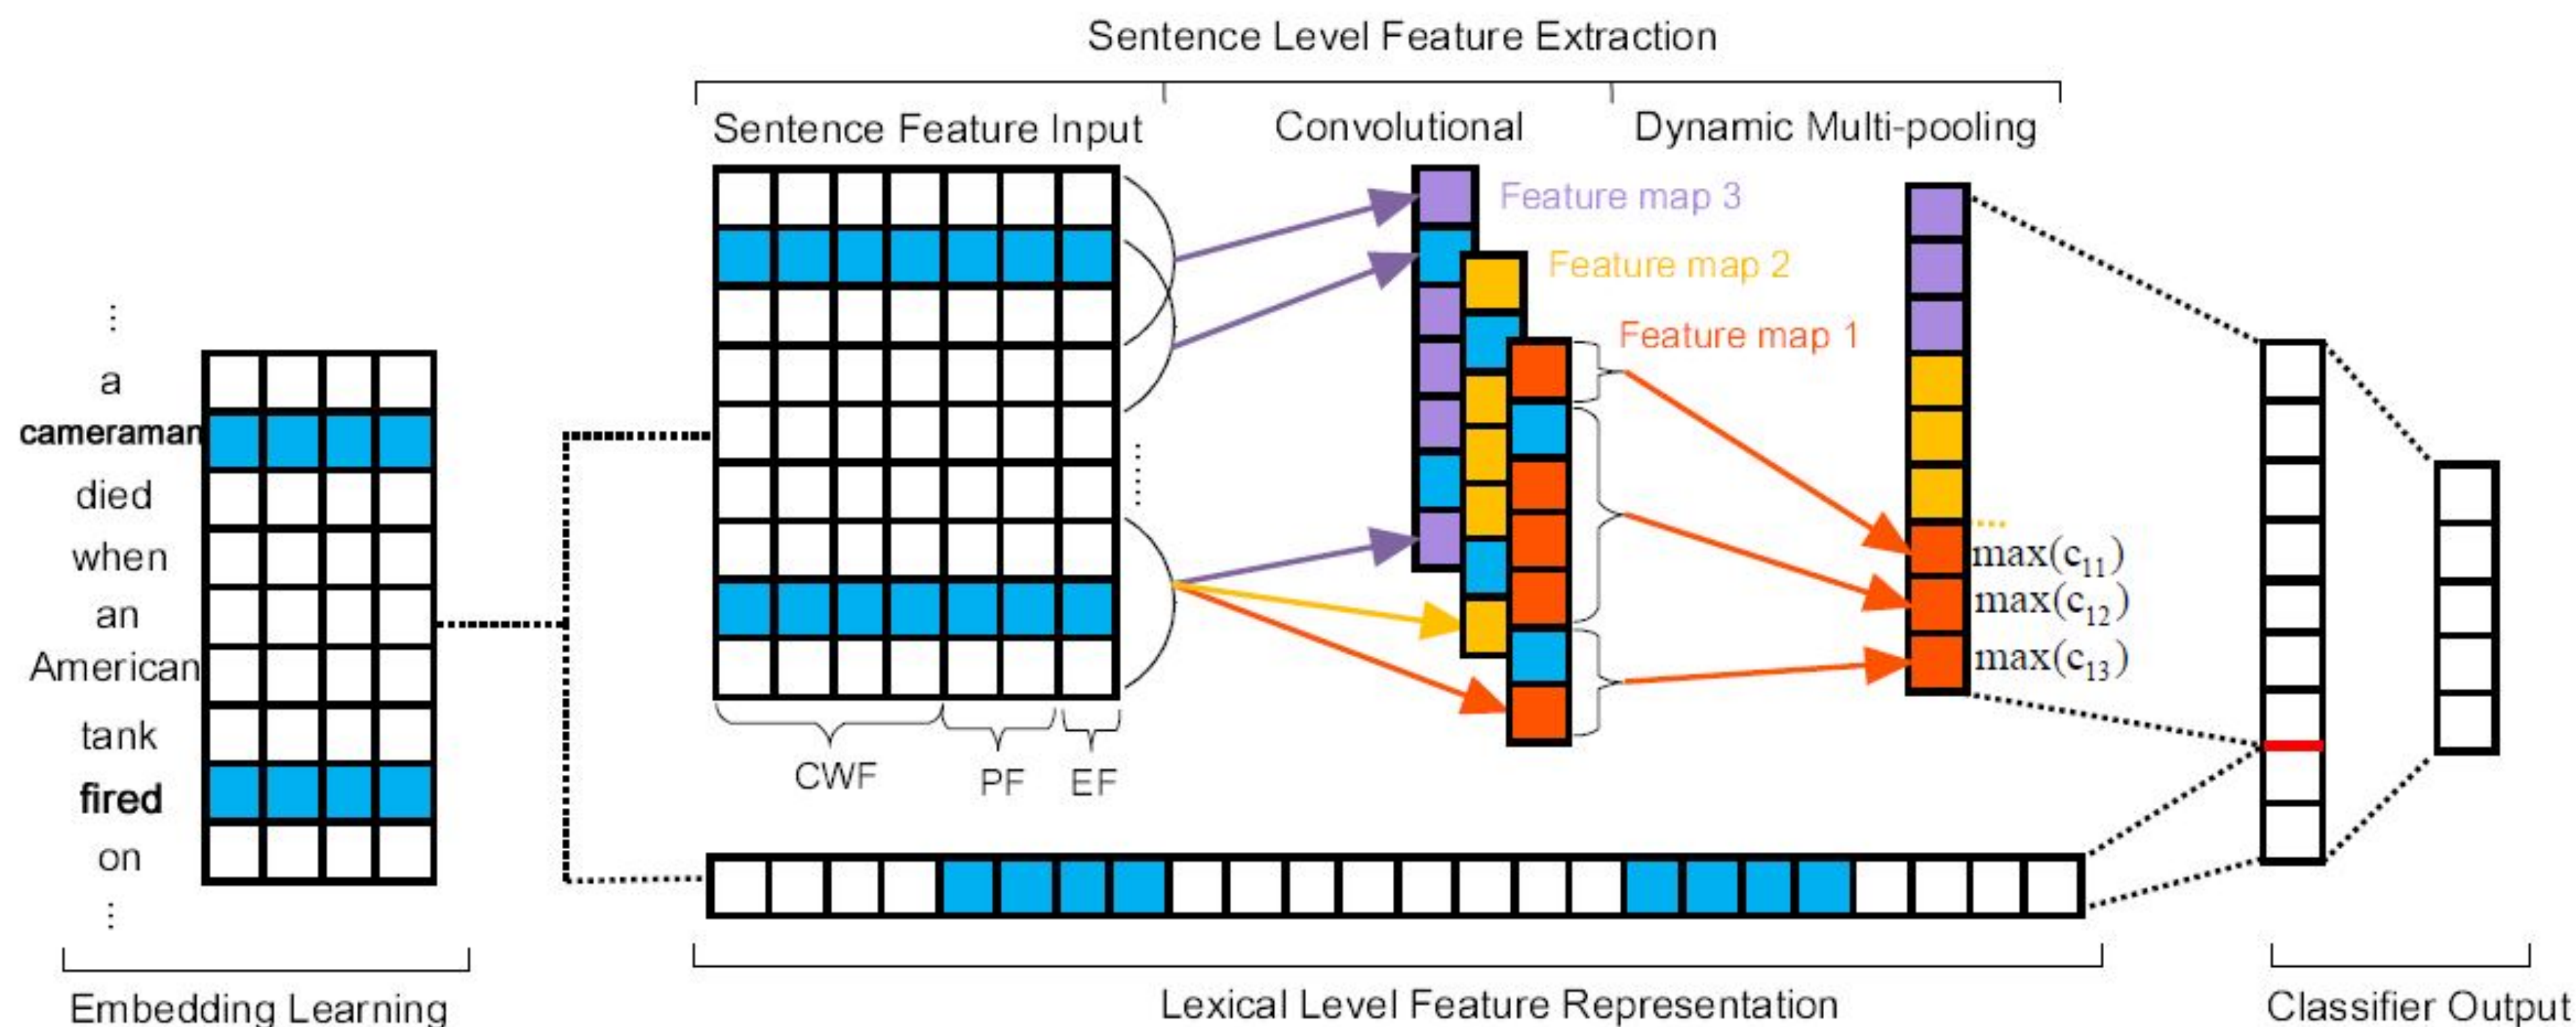 Sentence Level Feature Extraction
Sentence Feature Input
Convolutional
Dynamic Multi-pooling
Feature map 3
Feature map 2
Feature map 1
⋮
a
cameraman
died
when
an
American
tank
fired
on
⋮
max(c11)
max(c12)
max(c13)
CWF
PF
EF
Embedding Learning
Lexical Level Feature Representation
Classifier Output